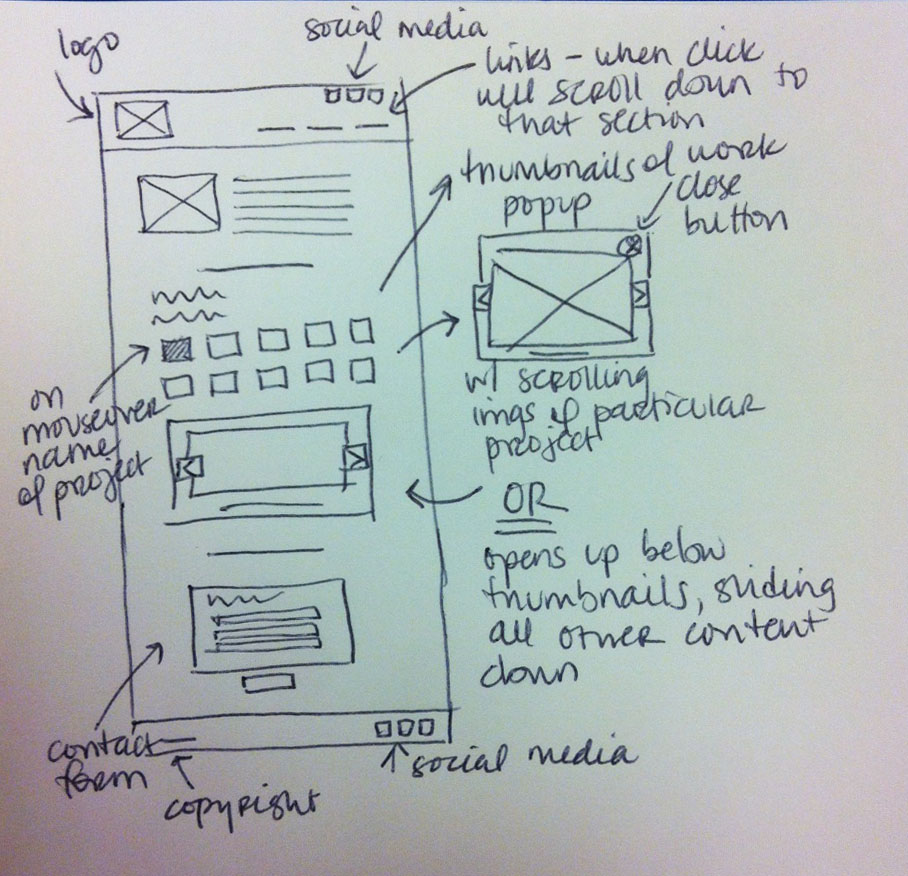 logo
social media
links - when click
will scroll down to
that section
thumbnails of work
popup
close
button
on
mouseover
name
of project
w/ scrolling
imgs of particular
project
OR
opens up below
thumbnails, sliding
all other content
down
contact
form
copyright
social media